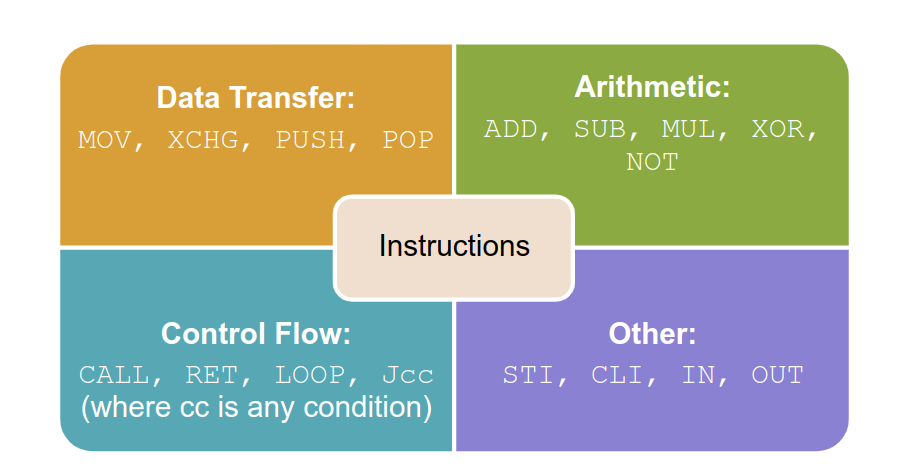 Data Transfer:
MOV, XCHG, PUSH, POP
Arithmetic:
ADD, SUB, MUL, XOR,
NOT
Instructions
Control Flow:
CALL, RET, LOOP, Jcc
(where cc is any condition)
Other:
STI, CLI, IN, OUT